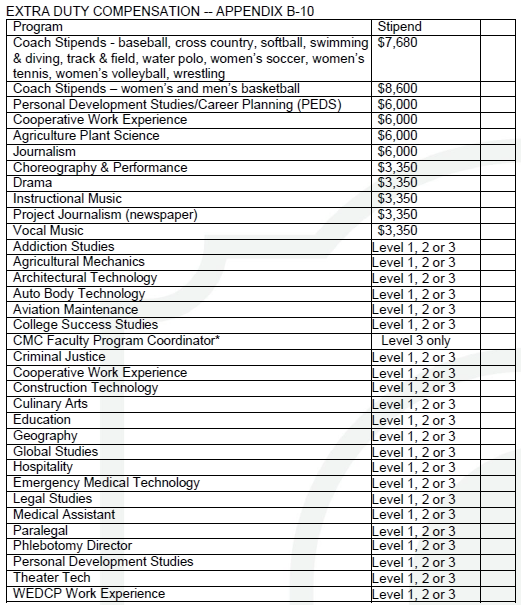 EXTRA DUTY COMPENSATION -- APPENDIX B-10
Program Stipend
Coach Stipends - baseball, cross country, softball, swimming $7,680
& diving, track & field, water polo, women's soccer, women's
tennis, women's volleyball, wrestling
Coach Stipends – women's and men's basketball $8,600
Personal Development Studies/Career Planning (PEDS) $6,000
Cooperative Work Experience $6,000
Agriculture Plant Science $6,000
Journalism $6,000
Choreography & Performance $3,350
Drama $3,350
Instructional Music $3,350
Project Journalism (newspaper) $3,350
Vocal Music $3,350
Addiction Studies Level 1, 2 or 3
Agricultural Mechanics Level 1, 2 or 3
Architectural Technology Level 1, 2 or 3
Auto Body Technology Level 1, 2 or 3
Aviation Maintenance Level 1, 2 or 3
College Success Studies Level 1, 2 or 3
CMC Faculty Program Coordinator* Level 3 only
Criminal Justice Level 1, 2 or 3
Cooperative Work Experience Level 1, 2 or 3
Construction Technology Level 1, 2 or 3
Culinary Arts Level 1, 2 or 3
Education Level 1, 2 or 3
Geography Level 1, 2 or 3
Global Studies Level 1, 2 or 3
Hospitality Level 1, 2 or 3
Emergency Medical Technology Level 1, 2 or 3
Legal Studies Level 1, 2 or 3
Medical Assistant Level 1, 2 or 3
Paralegal Level 1, 2 or 3
Phlebotomy Director Level 1, 2 or 3
Personal Development Studies Level 1, 2 or 3
Theater Tech Level 1, 2 or 3
WEDCP Work Experience Level 1, 2 or 3